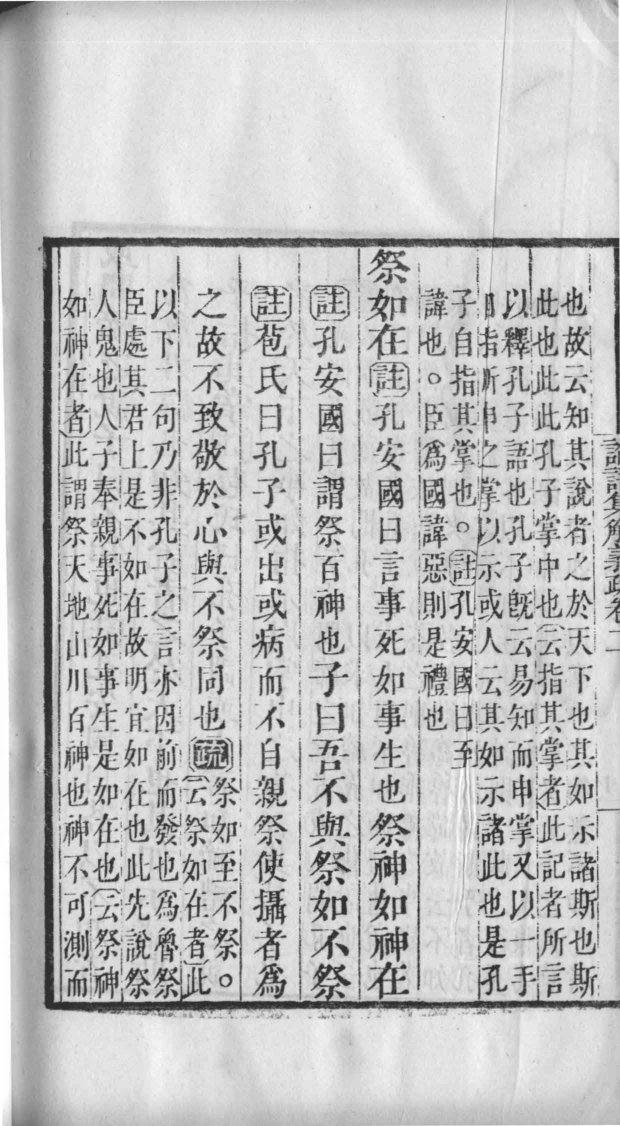 論語集解義疏卷二
也故云知其說者之於天下也其如示諸斯也斯
此也此此孔子掌中也云指其掌者此記者所言
以釋孔子語也孔子旣云易知而申掌又以一手
自指所申之掌以示或人云其如示諸此也是孔
子自指其掌也。註孔安國曰至
諱也。臣爲國諱惡則是禮也
祭如在註孔安國曰言事死如事生也祭神如神在
註孔安國曰謂祭百神也子曰吾不與祭如不祭
註苞氏曰孔子或出或病而不自親祭使攝者爲
之故不致敬於心與不祭同也疏祭如至不祭。
云祭如在者此
以下二句乃非孔子之言亦因前而發也爲魯祭
臣處其君上是不如在故明宜如在也此先說祭
人鬼也人子奉親事死如事生是如在也云祭神
如神在者此謂祭天地山川百神也神不可測而